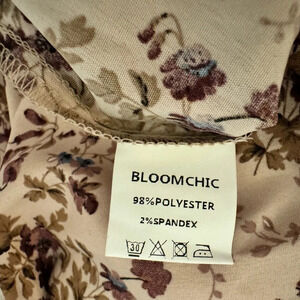 BLOOMCHIC
98%POLYESTER
2%SPANDEX
30